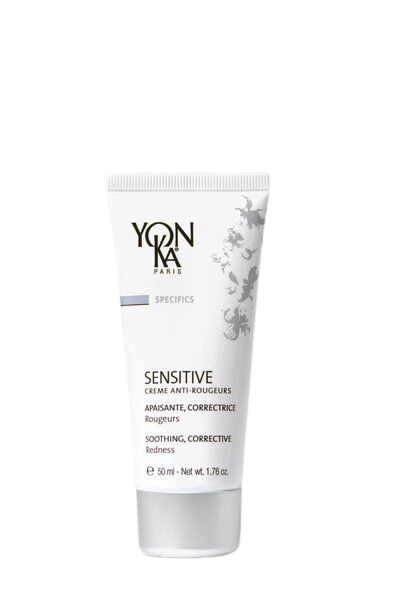 YON
KA®
PARIS
SPECIFICS
SENSITIVE
CREME ANTI-ROUGEURS
APAISANTE, CORRECTRICE
Rougeurs
SOOTHING, CORRECTIVE
Redness
℮ 50 ml - Net wt. 1.76 oz.